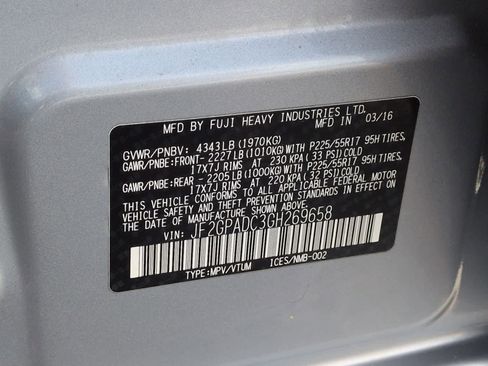 MFD BY FUJI HEAVY INDUSTRIES LTD.
MFD IN 03/16
GVWR/PNBV: 4343LB (1970KG)
GAWR/PNBE:FRONT- 2227LB (1010KG)WITH P225/55R17 95H TIRES,
17X7J RIMS AT 230 KPA (33 PSI)COLD
GAWR/PNBE:REAR - 2205LB (1000KG)WITH P225/55R17 95H TIRES,
17X7J RIMS AT 220 KPA (32 PSI)COLD
THIS VEHICLE CONFORMS TO ALL APPLICABLE FEDERAL MOTOR
VEHICLE SAFETY AND THEFT PREVENTION STANDARDS IN EFFECT
ON THE DATE OF MANUFACTURE SHOWN ABOVE.
VIN: JF2GPADC3GH269658
TYPE:MPV/VTUM ICES/NMB-002